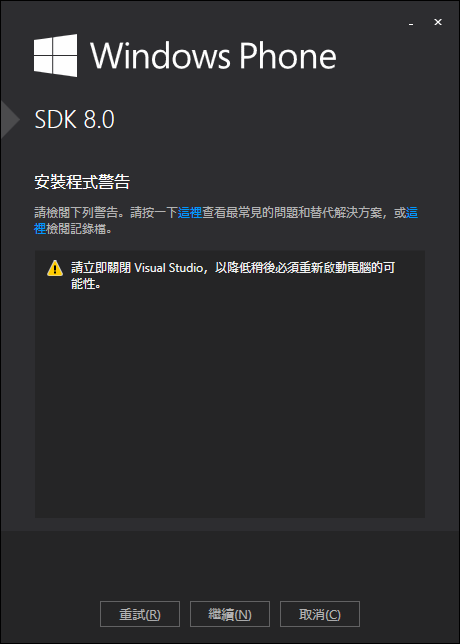 Windows Phone
SDK 8.0
安裝程式警告
請檢閱下列警告。請按一下這裡查看最常見的問題和替代解決方案，或這
裡檢閱記錄檔。
請立即關閉 Visual Studio，以降低稍後必須重新啟動電腦的可
能性。
重試(R)
繼續(N)
取消(C)